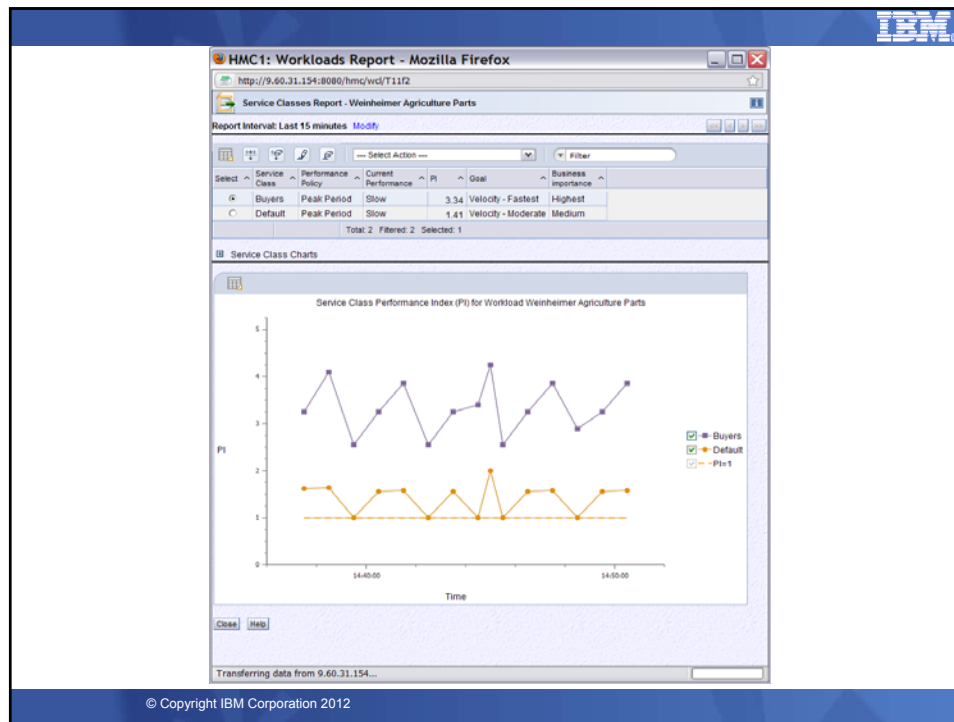 IBM
HMC1: Workloads Report - Mozilla Firefox
http://9.60.31.154:8080/hmc/wcl/T11f2
Service Classes Report - Weinheimer Agriculture Parts
Report Interval: Last 15 minutes Modify
--- Select Action --- Filter
Select Service Class Performance Policy Current Performance PI Goal Business Importance
Buyers Peak Period Slow 3.34 Velocity - Fastest Highest
Default Peak Period Slow 1.41 Velocity - Moderate Medium
Total: 2 Filtered: 2 Selected: 1
Service Class Charts
Service Class Performance Index (PI) for Workload Weinheimer Agriculture Parts
5
4
3
PI
2
1
0
Buyers
Default
PI=1
14:40:00 14:50:00
Time
Close Help
Transferring data from 9.60.31.154...
© Copyright IBM Corporation 2012